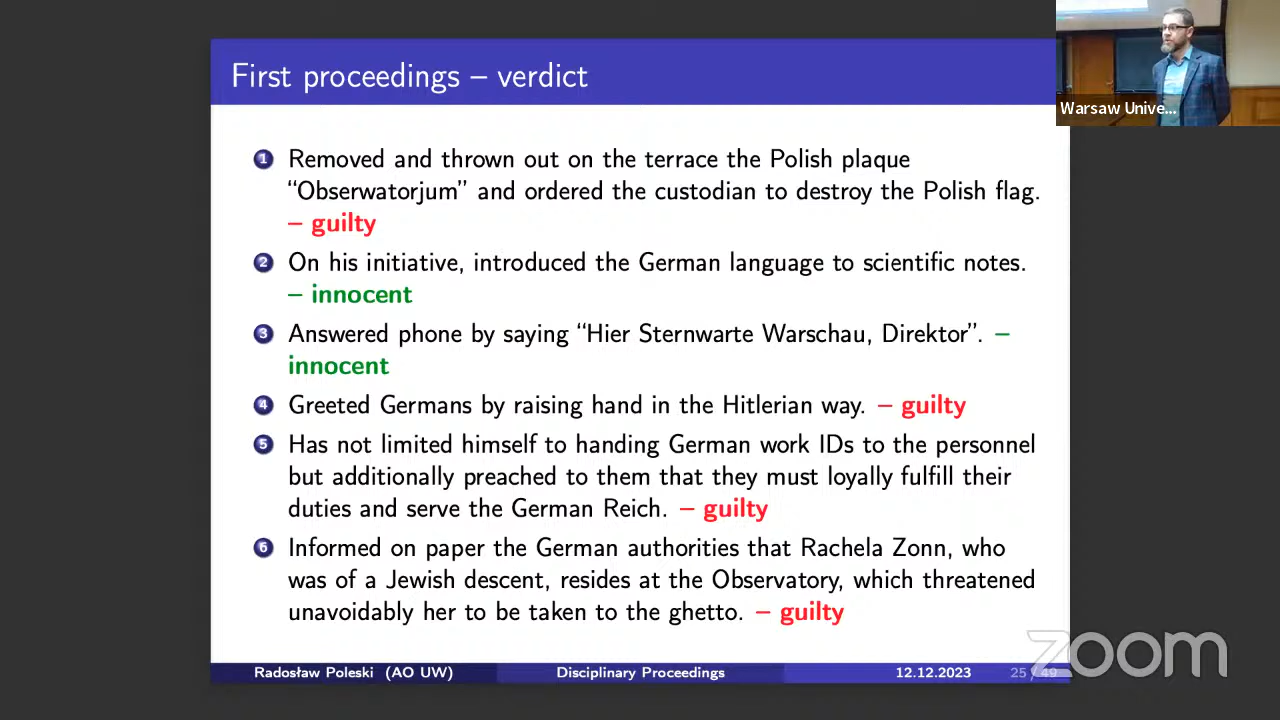 First proceedings – verdict
Warsaw Unive...
1 Removed and thrown out on the terrace the Polish plaque
“Obserwatorjum” and ordered the custodian to destroy the Polish flag.
– guilty
2 On his initiative, introduced the German language to scientific notes.
– innocent
3 Answered phone by saying “Hier Sternwarte Warschau, Direktor”. –
innocent
4 Greeted Germans by raising hand in the Hitlerian way. – guilty
5 Has not limited himself to handing German work IDs to the personnel
but additionally preached to them that they must loyally fulfill their
duties and serve the German Reich. – guilty
6 Informed on paper the German authorities that Rachela Zonn, who
was of a Jewish descent, resides at the Observatory, which threatened
unavoidably her to be taken to the ghetto. – guilty
Radosław Poleski (AO UW) Disciplinary Proceedings 12.12.2023 25 / 49
zoom